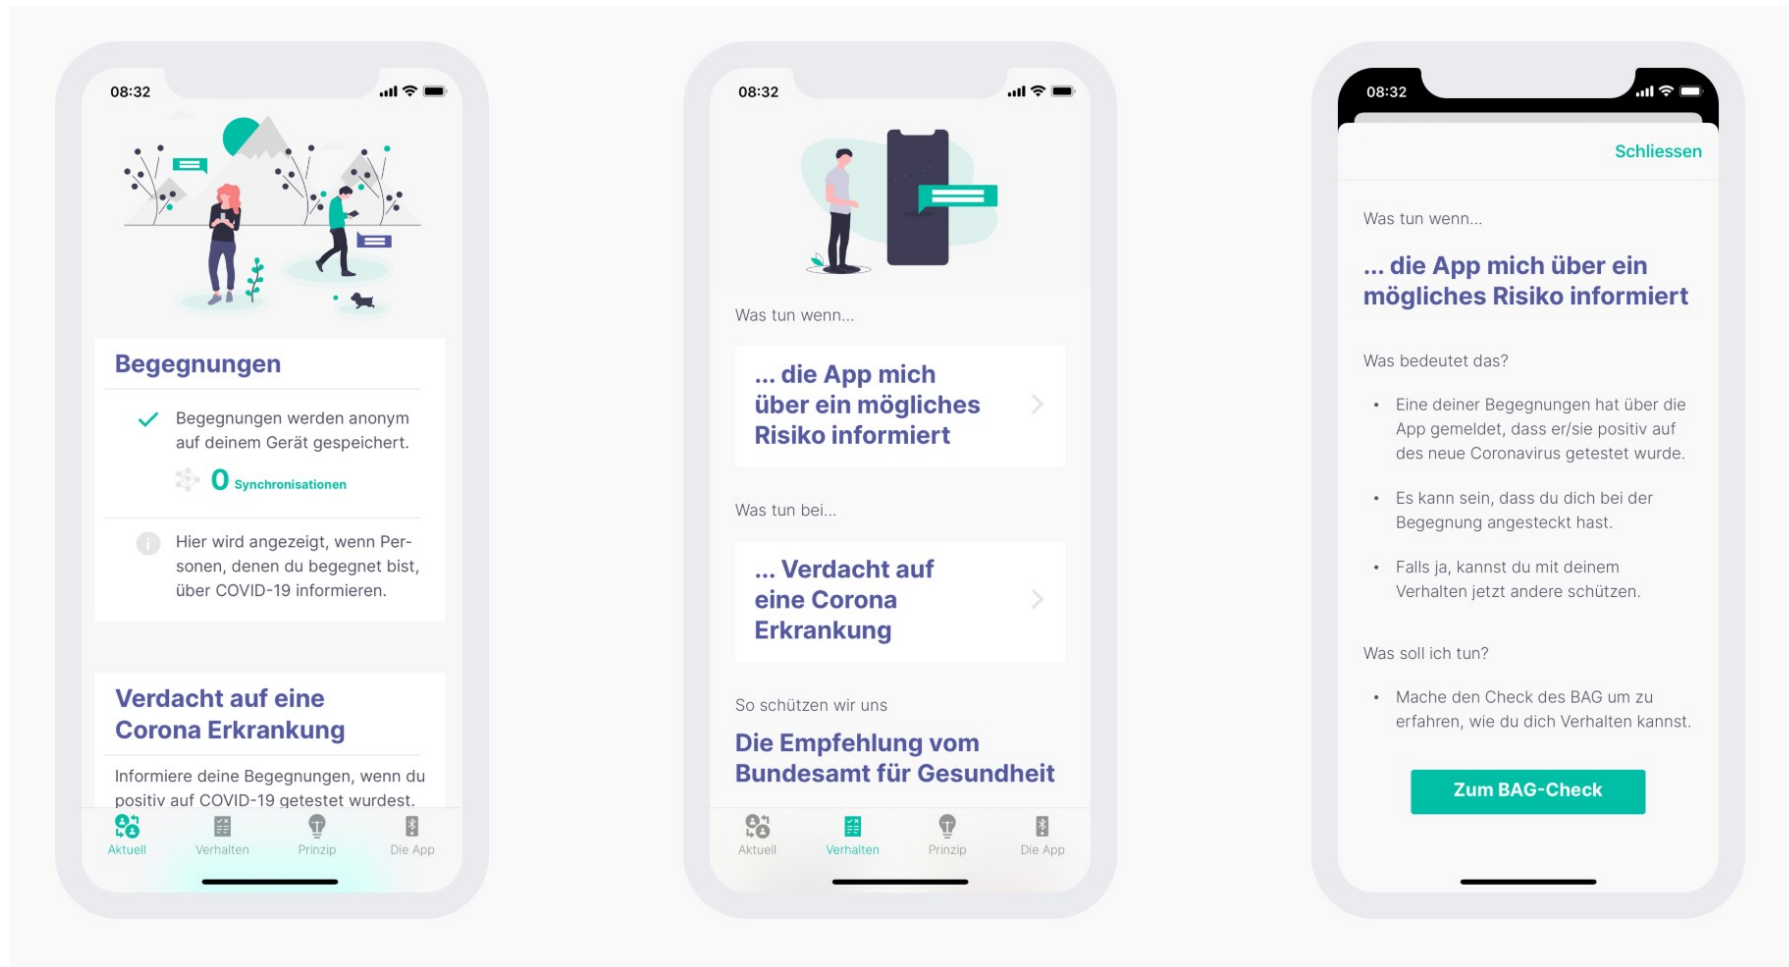 08:32
Begegnungen
Begegnungen werden anonym
auf deinem Gerät gespeichert.
0 Synchronisationen
Hier wird angezeigt, wenn Per-
sonen, denen du begegnet bist,
über COVID-19 informieren.
Verdacht auf eine
Corona Erkrankung
Informiere deine Begegnungen, wenn du
positiv auf COVID-19 getestet wurdest.
Aktuell Verhalten Prinzip Die App
08:32
Was tun wenn...
... die App mich
über ein mögliches
Risiko informiert
Was tun bei...
... Verdacht auf
eine Corona
Erkrankung
So schützen wir uns
Die Empfehlung vom
Bundesamt für Gesundheit
Aktuell Verhalten Prinzip Die App
08:32
Schliessen
Was tun wenn...
... die App mich über ein
mögliches Risiko informiert
Was bedeutet das?
• Eine deiner Begegnungen hat über die
App gemeldet, dass er/sie positiv auf
des neue Coronavirus getestet wurde.
• Es kann sein, dass du dich bei der
Begegnung angesteckt hast.
• Falls ja, kannst du mit deinem
Verhalten jetzt andere schützen.
Was soll ich tun?
• Mache den Check des BAG um zu
erfahren, wie du dich Verhalten kannst.
Zum BAG-Check